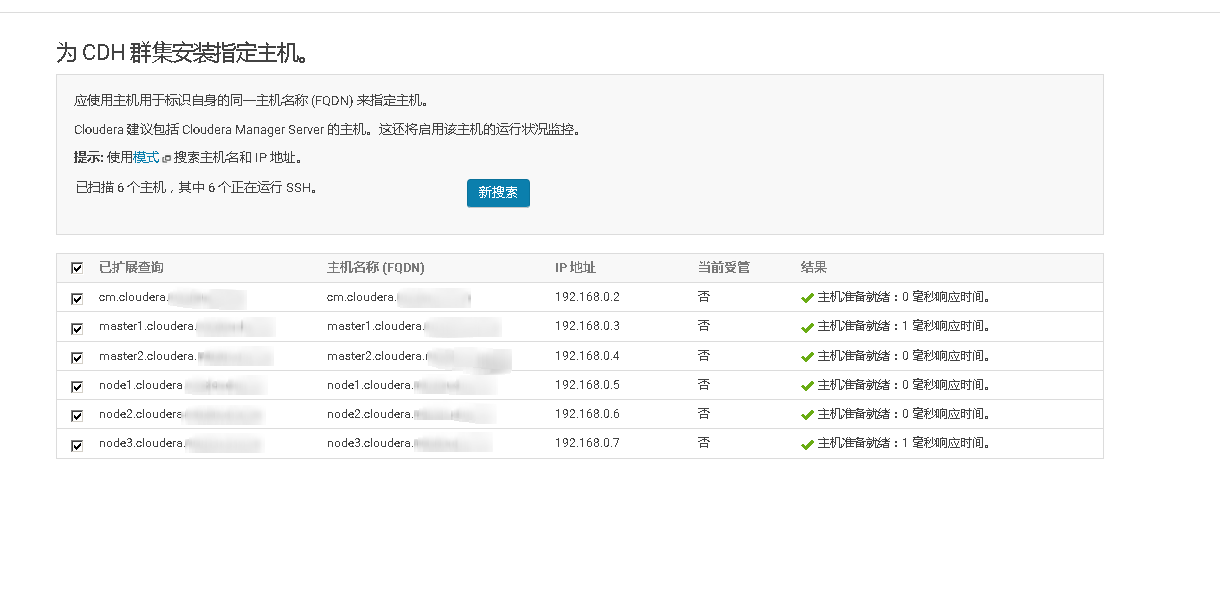 为 CDH 群集安装指定主机。
应使用主机用于标识自身的同一主机名称 (FQDN) 来指定主机。
Cloudera 建议包括 Cloudera Manager Server 的主机。这还将启用该主机的运行状况监控。
提示: 使用模式 搜索主机名和 IP 地址。
已扫描 6 个主机，其中 6 个正在运行 SSH。 新搜索
已扩展查询 主机名称 (FQDN) IP 地址 当前受管 结果
cm.cloudera. cm.cloudera. 192.168.0.2 否 主机准备就绪：0 毫秒响应时间。
master1.cloudera. master1.cloudera. 192.168.0.3 否 主机准备就绪：1 毫秒响应时间。
master2.cloudera. master2.cloudera. 192.168.0.4 否 主机准备就绪：0 毫秒响应时间。
node1.cloudera node1.cloudera. 192.168.0.5 否 主机准备就绪：0 毫秒响应时间。
node2.cloudera node2.cloudera. 192.168.0.6 否 主机准备就绪：0 毫秒响应时间。
node3.cloudera. node3.cloudera. 192.168.0.7 否 主机准备就绪：1 毫秒响应时间。